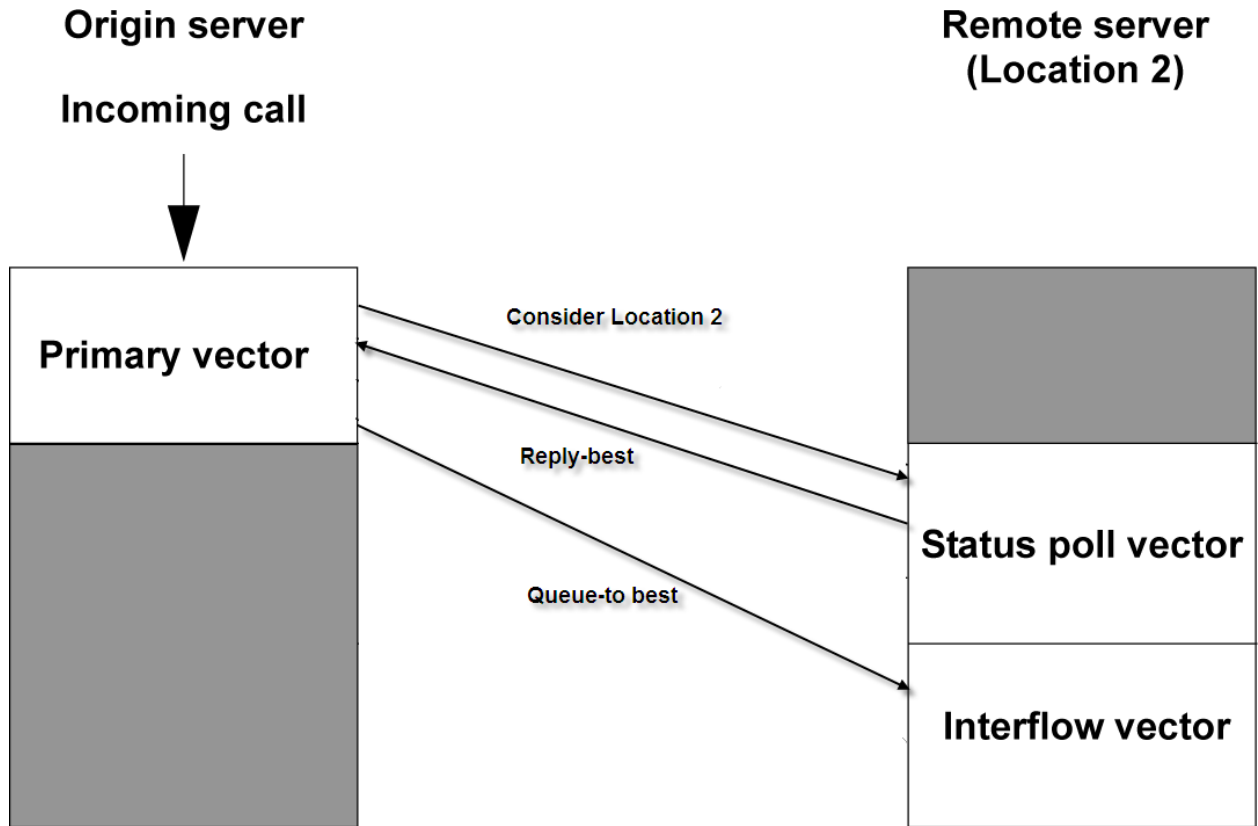 Origin server
Incoming call
Remote server
(Location 2)
Primary vector
Consider Location 2
Reply-best
Queue-to best
Status poll vector
Interflow vector